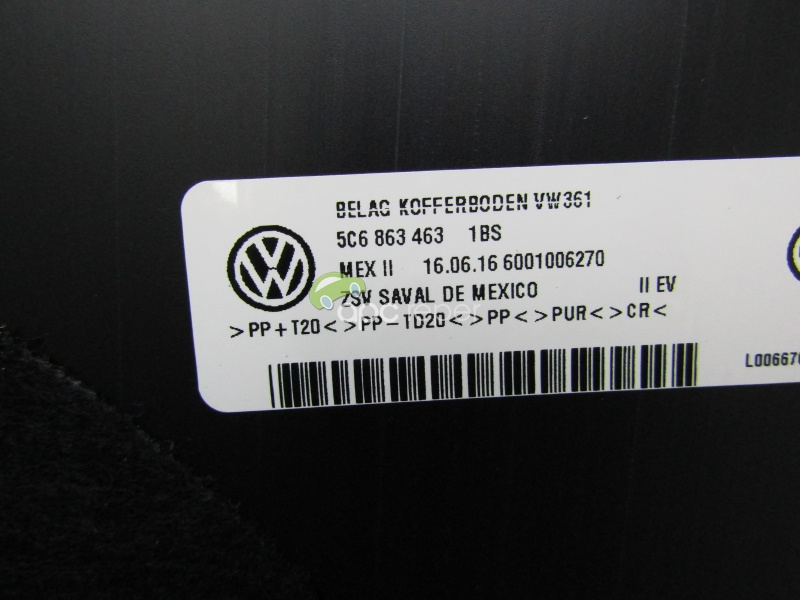 BELAG KOFFERBODEN VW361
5C6 863 463 1BS
MEX II 16.06.16 6001006270
ZSV SAVAL DE MEXICO II EV
>PP+T20<>PP-TD20<>PP<>PUR<>CR<